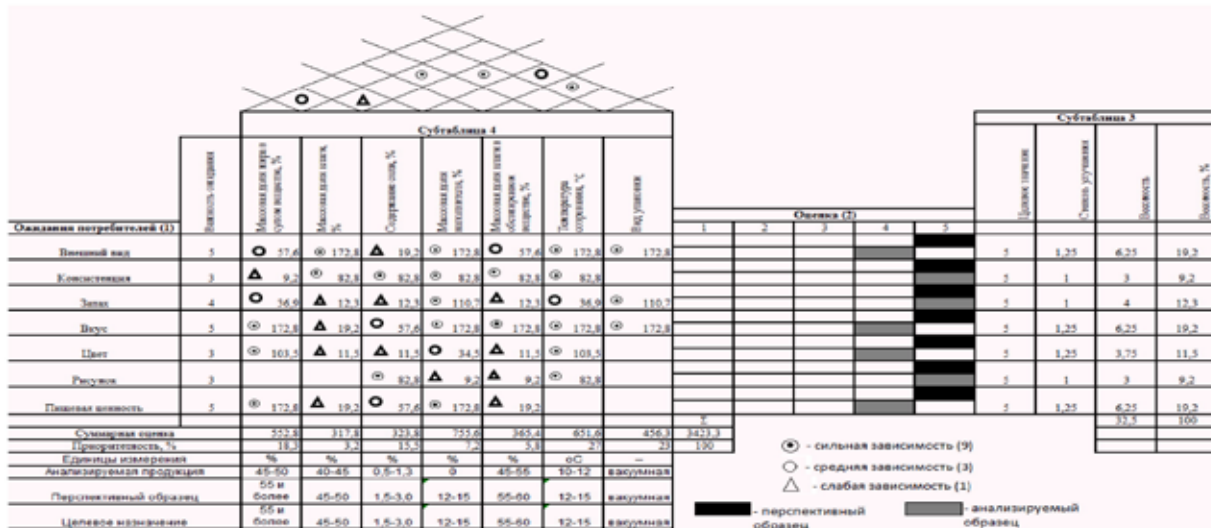 Субтаблица 4
Субтаблица 3
Ожидания потребителей (1)
Важность ожидания
Массовая доля жира в сухом веществе, %
Массовая доля влаги, %
Содержание соли, %
Массовая доля наполнителя, %
Массовая доля влаги в обезжиренном веществе, %
Температура созревания, °С
Вид упаковки
Оценка (2)
1 2 3 4 5
Целевое значение
Степень улучшения
Весомость
Весомость, %
Внешний вид 5 57,6 172,8 19,2 172,8 57,6 172,8 172,8 5 1,25 6,25 19,2
Консистенция 3 9,2 82,8 82,8 82,8 82,8 82,8 5 1 3 9,2
Запах 4 36,9 12,3 12,3 110,7 12,3 36,9 110,7 5 1 4 12,3
Вкус 5 172,8 19,2 57,6 172,8 172,8 172,8 172,8 5 1,25 6,25 19,2
Цвет 3 103,5 11,5 11,5 34,5 11,5 103,5 5 1,25 3,75 11,5
Рисунок 3 82,8 9,2 9,2 82,8 5 1 3 9,2
Пищевая ценность 5 172,8 19,2 57,6 172,8 19,2 5 1,25 6,25 19,2
Σ 32,5 100
Суммарная оценка 552,8 317,8 323,8 755,6 365,4 651,6 456,3 3423,3
Приоритетность, % 18,3 3,2 15,5 7,2 5,8 27 23 100
Единицы измерения % % % % % оС –
Анализируемая продукция 45-50 40-45 0,5-1,3 0 45-55 10-12 вакуумная
Перспективный образец 55 и более 45-50 1,5-3,0 12-15 55-60 12-15 вакуумная
Целевое назначение 55 и более 45-50 1,5-3,0 12-15 55-60 12-15 вакуумная
- сильная зависимость (9)
- средняя зависимость (3)
- слабая зависимость (1)
- перспективный образец
- анализируемый образец